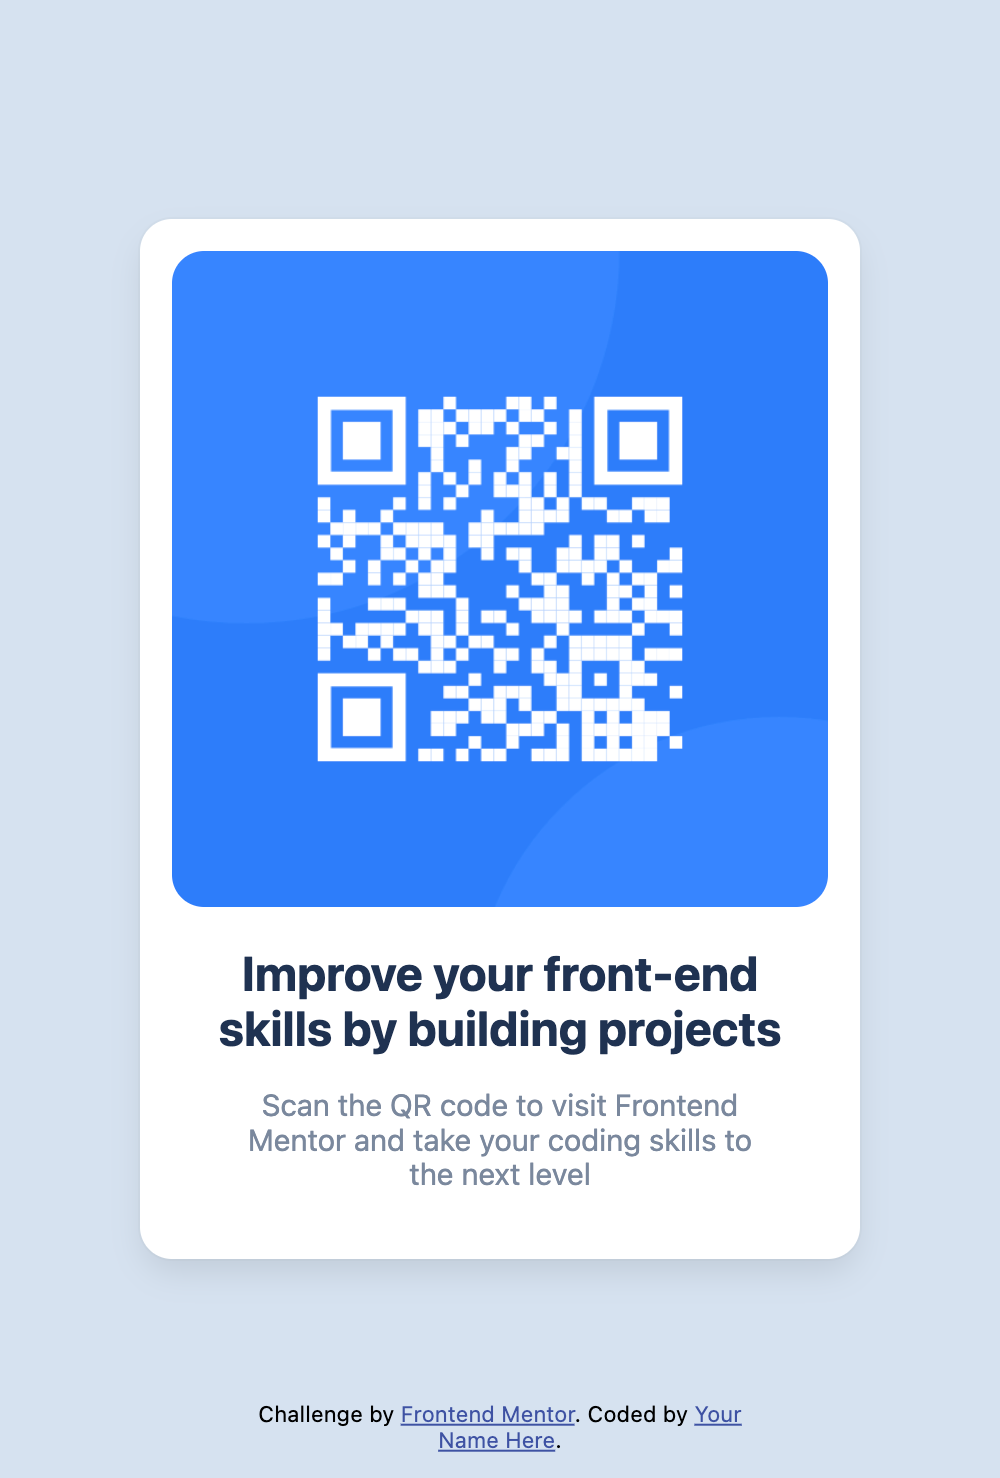 Improve your front-end
skills by building projects
Scan the QR code to visit Frontend
Mentor and take your coding skills to
the next level
Challenge by Frontend Mentor. Coded by Your
Name Here.